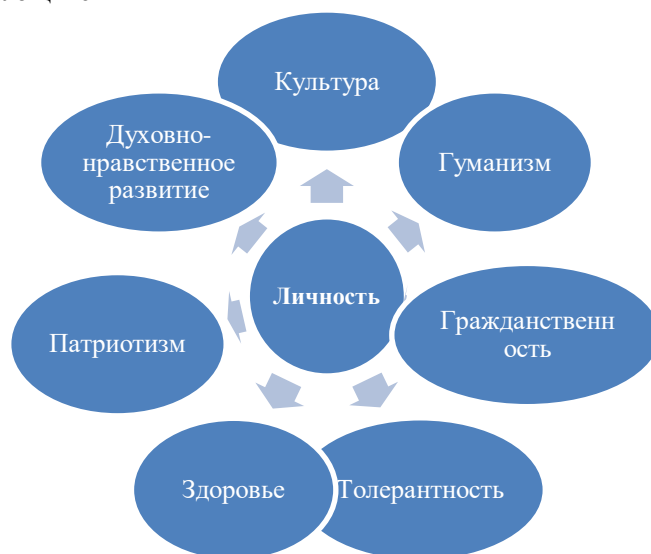 Культура
Духовно-
нравственное
развитие
Гуманизм
Личность
Гражданственн
ость
Патриотизм
Здоровье
Толерантность